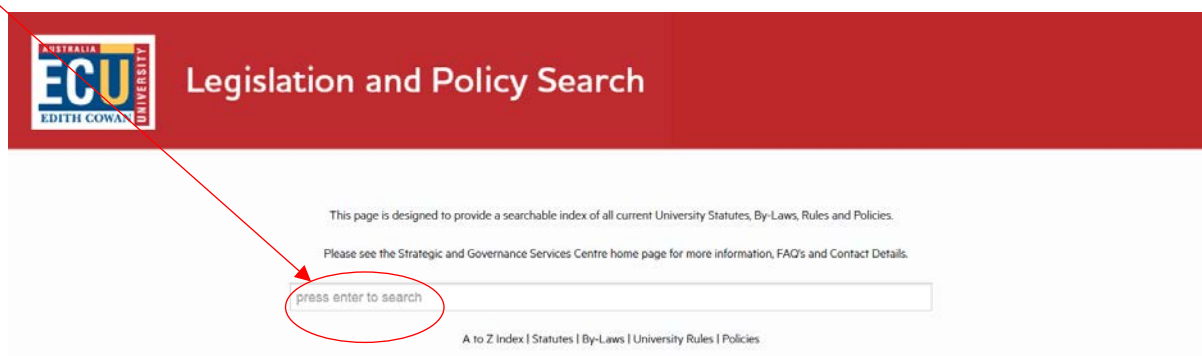 AUSTRALIA
ECU
EDITH COWAN
UNIVERSITY
Legislation and Policy Search
This page is designed to provide a searchable index of all current University Statutes, By-Laws, Rules and Policies.
Please see the Strategic and Governance Services Centre home page for more information, FAQ's and Contact Details.
press enter to search
A to Z Index | Statutes | By-Laws | University Rules | Policies